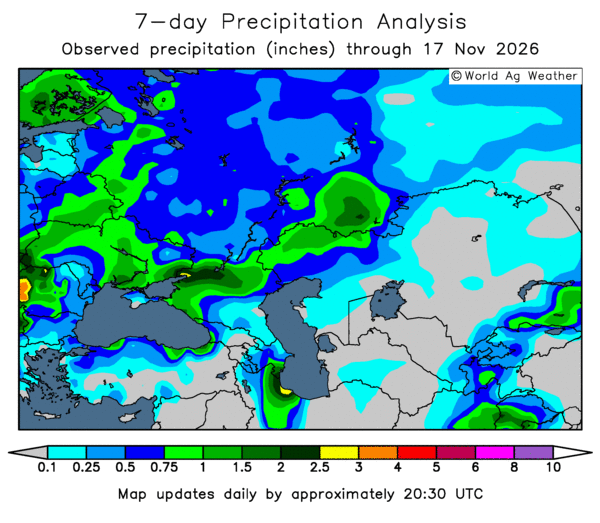 7-day Precipitation Analysis
Observed precipitation (inches) through 17 Nov 2026
© World Ag Weather
0.1 0.25 0.5 0.75 1 1.5 2 2.5 3 4 5 6 8 10
Map updates daily by approximately 20:30 UTC